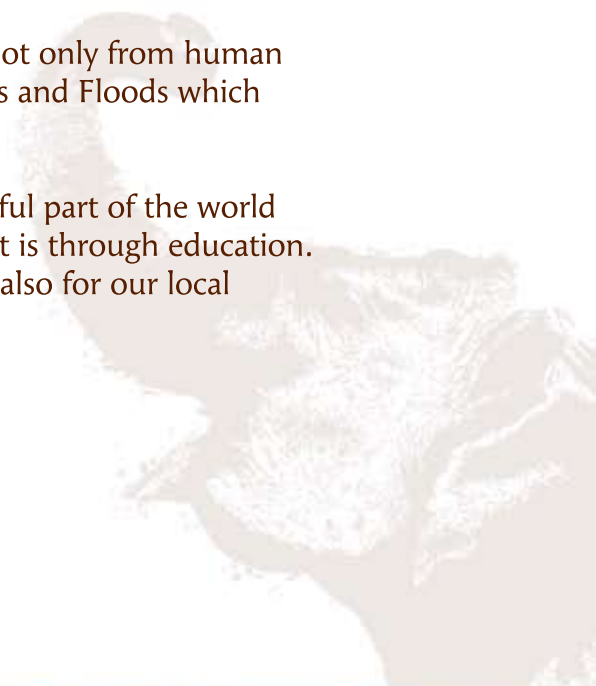 ot only from human
s and Floods which
ful part of the world
t is through education.
also for our local